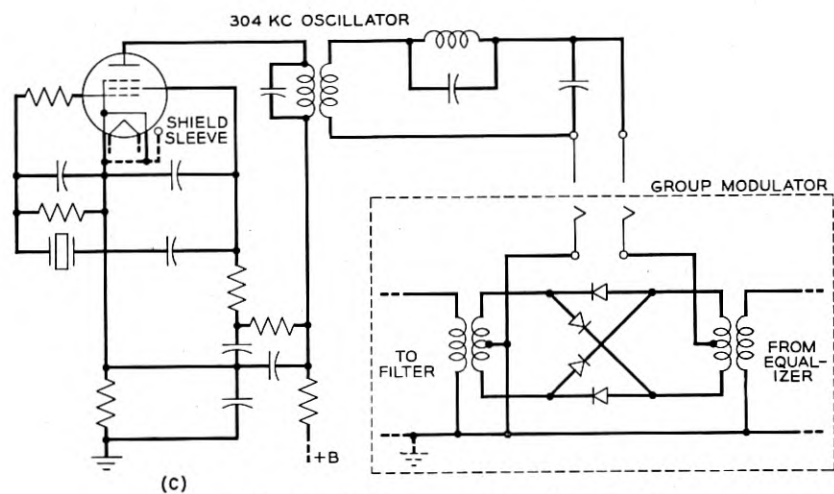 304 KC OSCILLATOR
SHIELD
SLEEVE
GROUP MODULATOR
TO
FILTER
FROM
EQUAL-
IZER
+B
(C)